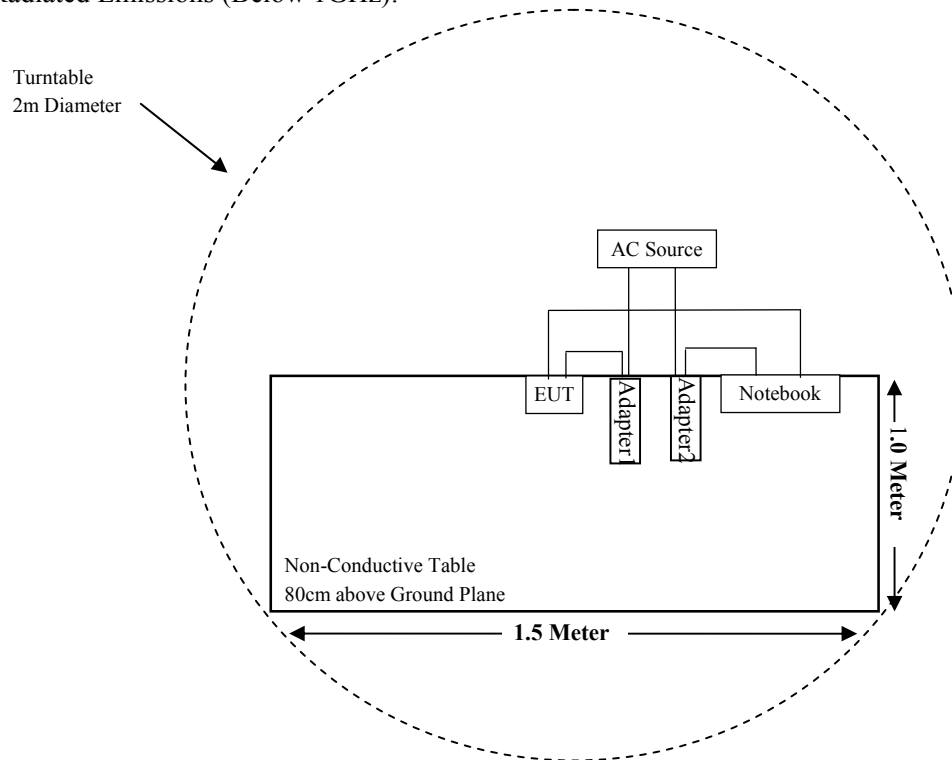 Radiated Emissions (Below 1GHz):
Turntable
2m Diameter
AC Source
EUT
Adapter1
Adapter2
Notebook
1.0 Meter
Non-Conductive Table
80cm above Ground Plane
1.5 Meter